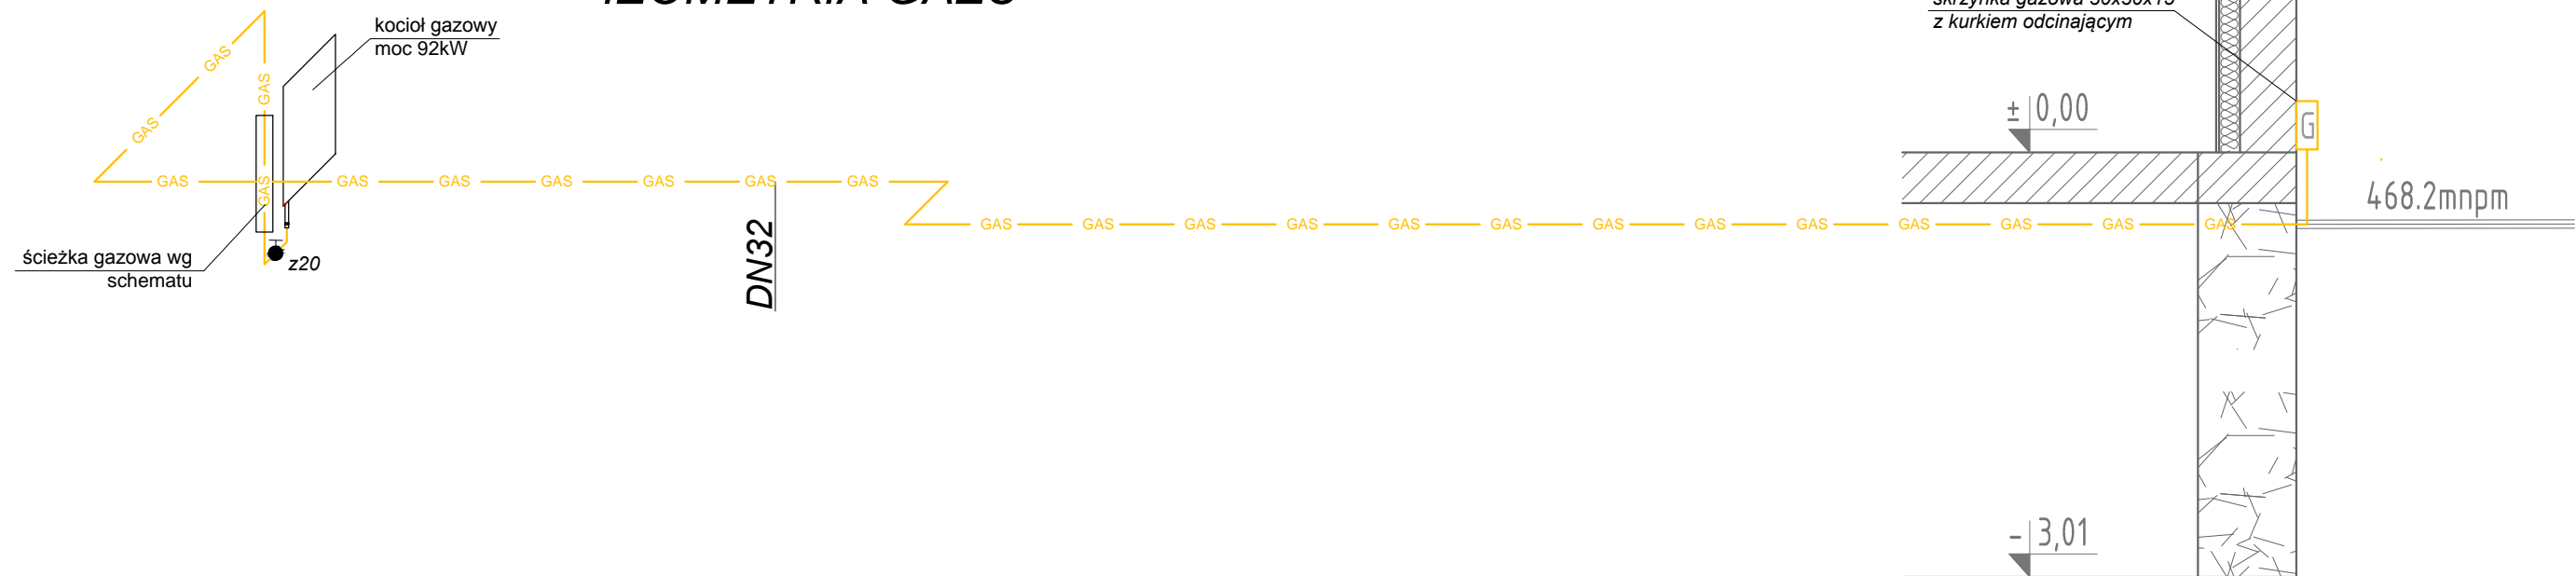 kocioł gazowy
moc 92kW
z kurkiem odcinającym
GAS
GAS
GAS
± 0,00
G
GAS GAS GAS GAS GAS GAS GAS GAS
GAS
468.2mnpm
GAS GAS GAS GAS GAS GAS GAS GAS GAS GAS GAS GAS GAS
DN32
ścieżka gazowa wg
schematu
z20
- 3,01